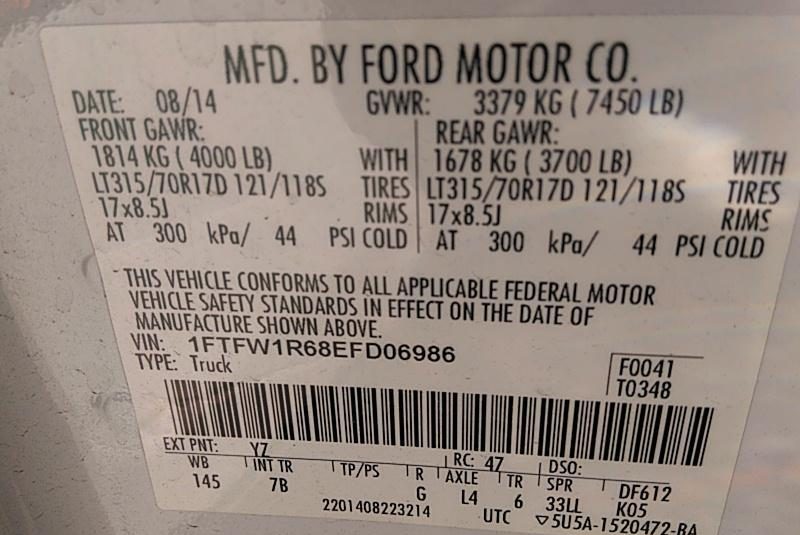 MFD. BY FORD MOTOR CO.
DATE: 08/14 GVWR: 3379 KG ( 7450 LB)
FRONT GAWR: REAR GAWR:
1814 KG ( 4000 LB) WITH 1678 KG ( 3700 LB) WITH
LT315/70R17D 121/118S TIRES LT315/70R17D 121/118S TIRES
17x8.5J RIMS 17x8.5J RIMS
AT 300 kPa/ 44 PSI COLD AT 300 kPa/ 44 PSI COLD
THIS VEHICLE CONFORMS TO ALL APPLICABLE FEDERAL MOTOR
VEHICLE SAFETY STANDARDS IN EFFECT ON THE DATE OF
MANUFACTURE SHOWN ABOVE.
VIN: 1FTFW1R68EFD06986
TYPE: Truck
F0041
T0348
EXT PNT: YZ RC: 47 DSO:
WB INT TR TP/PS R AXLE TR SPR DF612
145 7B G L4 6 33LL K05
2201408223214 UTC ▽5U5A-1520472-BA